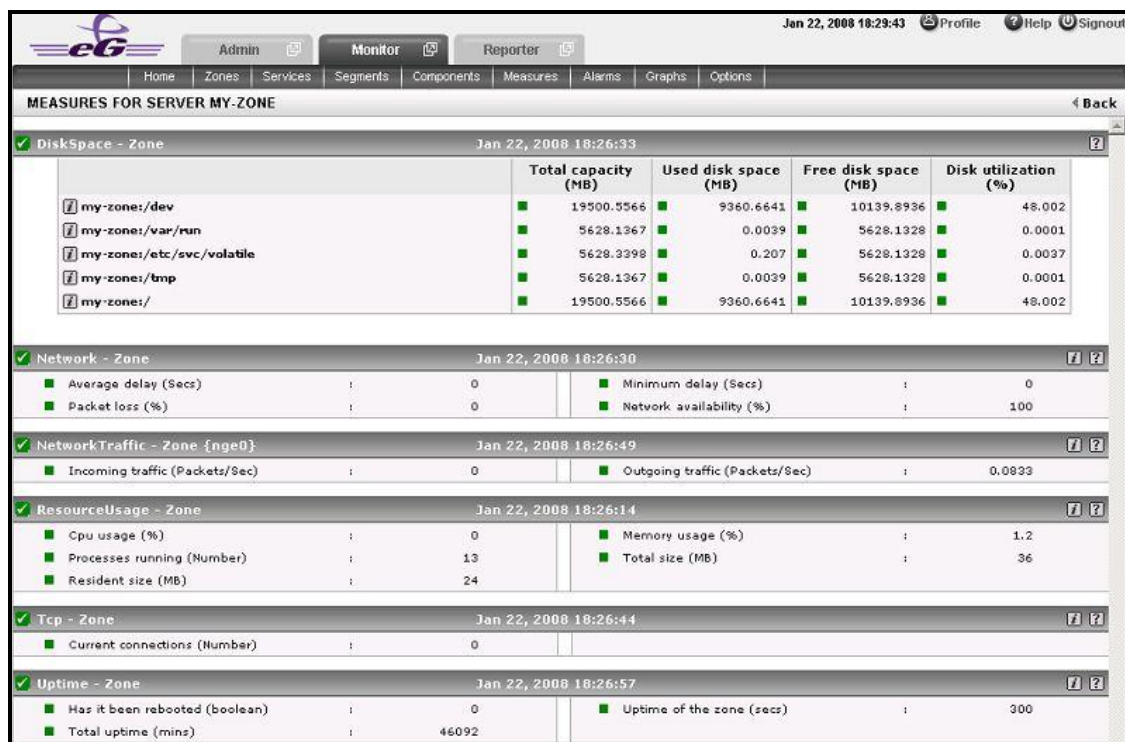 Jan 22, 2008 18:29:43 Profile ?Help Signout
eG
Admin Monitor Reporter
Home Zones Services Segments Components Measures Alarms Graphs Options
MEASURES FOR SERVER MY-ZONE Back
DiskSpace - Zone Jan 22, 2008 18:26:33 ?
Total capacity (MB) Used disk space (MB) Free disk space (MB) Disk utilization (%)
i my-zone:/dev 19500.5566 9360.6641 10139.8936 48.002
i my-zone:/var/run 5628.1367 0.0039 5628.1328 0.0001
i my-zone:/etc/svc/volatile 5628.3398 0.207 5628.1328 0.0037
i my-zone:/tmp 5628.1367 0.0039 5628.1328 0.0001
i my-zone:/ 19500.5566 9360.6641 10139.8936 48.002
Network - Zone Jan 22, 2008 18:26:30 i ?
Average delay (Secs) : 0 Minimum delay (Secs) : 0
Packet loss (%) : 0 Network availability (%) : 100
NetworkTraffic - Zone {nge0} Jan 22, 2008 18:26:49 i ?
Incoming traffic (Packets/Sec) : 0 Outgoing traffic (Packets/Sec) : 0.0833
ResourceUsage - Zone Jan 22, 2008 18:26:14 i ?
Cpu usage (%) : 0 Memory usage (%) : 1.2
Processes running (Number) : 13 Total size (MB) : 36
Resident size (MB) : 24
Tcp - Zone Jan 22, 2008 18:26:44 i ?
Current connections (Number) : 0
Uptime - Zone Jan 22, 2008 18:26:57 i ?
Has it been rebooted (boolean) : 0 Uptime of the zone (secs) : 300
Total uptime (mins) : 46092